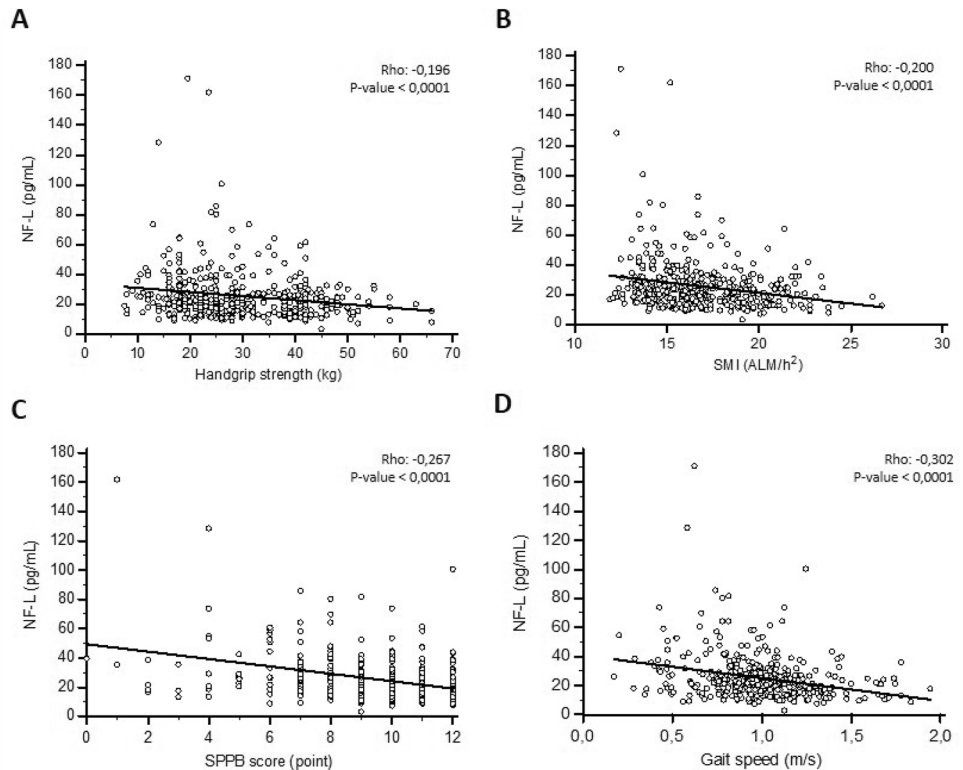 A
Rho: -0,196
P-value < 0,0001
NF-L (pg/mL)
180
160
140
120
100
80
60
40
20
0
0 10 20 30 40 50 60 70
Handgrip strength (kg)
B
Rho: -0,200
P-value < 0,0001
NF-L (pg/mL)
180
160
140
120
100
80
60
40
20
0
10 15 20 25 30
SMI (ALM/h²)
C
Rho: -0,267
P-value < 0,0001
NF-L (pg/mL)
180
160
140
120
100
80
60
40
20
0
0 2 4 6 8 10 12
SPPB score (point)
D
Rho: -0,302
P-value < 0,0001
NF-L (pg/mL)
180
160
140
120
100
80
60
40
20
0
0,0 0,5 1,0 1,5 2,0
Gait speed (m/s)